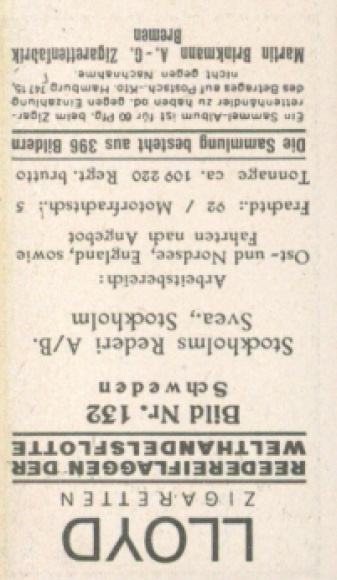 LLOYD
ZIGARETTEN
REEDEREIFLAGGEN DER
WELTHANDELSFLOTTE
Bild Nr. 132
Schweden
Stockholms Rederi A/B.
Svea., Stockholm
Arbeitsbereich:
Ost- und Nordsee, England, sowie
Fahrten nach Angebot
Frachtd.: 92 / Motorfrachtsch.: 5
Tonnage ca. 109 220 Regt. brutto
Die Sammlung besteht aus 396 Bildern
Ein Sammel-Album ist für 60 Pfg. beim Zigar-
rettenhändler zu haben od. gegen Einzahlung
des Betrages auf Postsch.-Kto. Hamburg 74715,
nicht gegen Nachnahme.
Martin Brinkmann A.-G. Zigarettenfabrik
Bremen